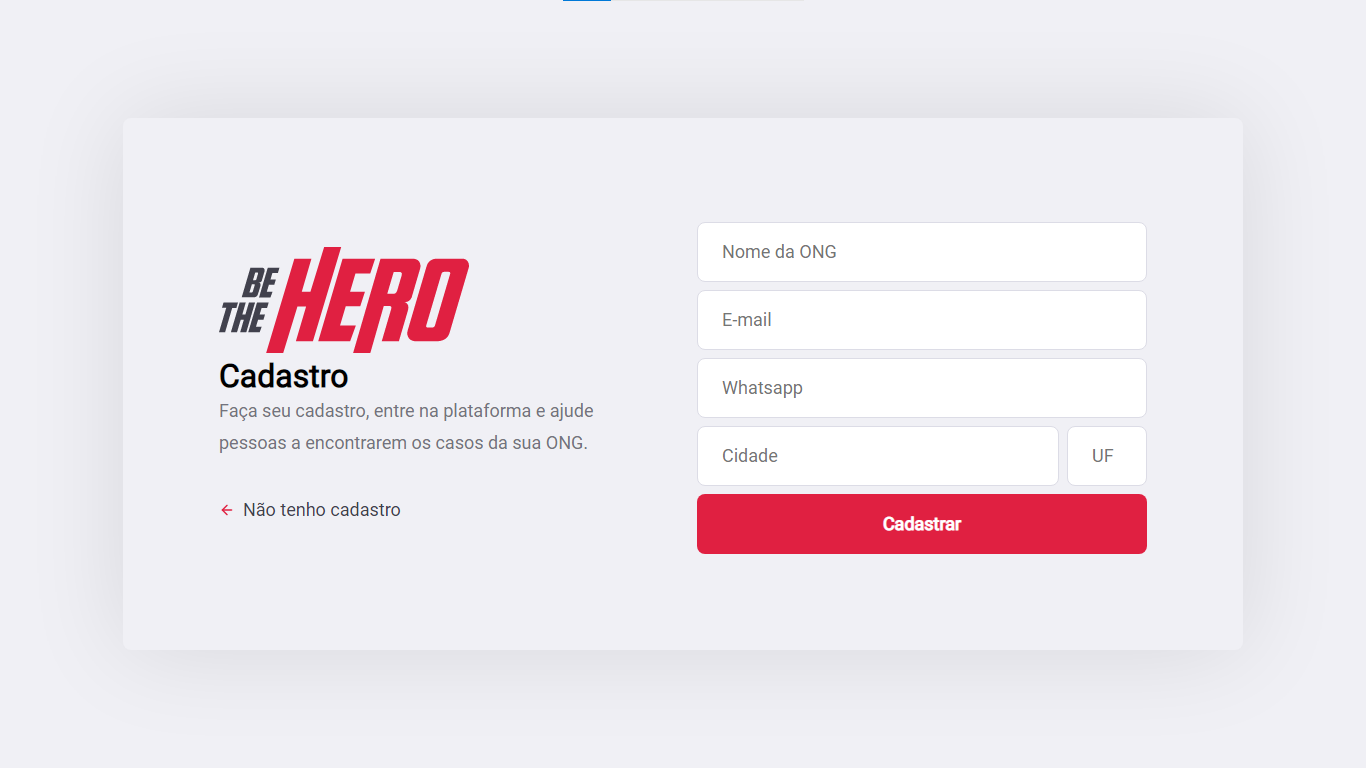 BE
THE
HERO
Cadastro
Faça seu cadastro, entre na plataforma e ajude
pessoas a encontrarem os casos da sua ONG.
Não tenho cadastro
Nome da ONG
E-mail
Whatsapp
Cidade
UF
Cadastrar